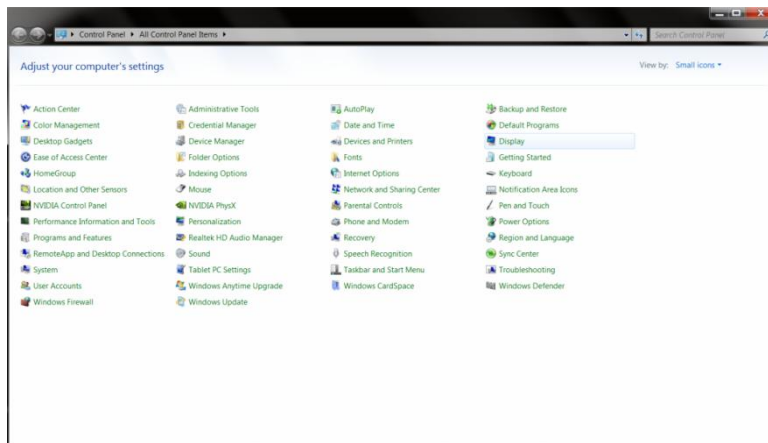 Control Panel ▸ All Control Panel Items ▸ Search Control Panel
Adjust your computer's settings View by: Small icons
Action Center Administrative Tools AutoPlay Backup and Restore
Color Management Credential Manager Date and Time Default Programs
Desktop Gadgets Device Manager Devices and Printers Display
Ease of Access Center Folder Options Fonts Getting Started
HomeGroup Indexing Options Internet Options Keyboard
Location and Other Sensors Mouse Network and Sharing Center Notification Area Icons
NVIDIA Control Panel NVIDIA PhysX Parental Controls Pen and Touch
Performance Information and Tools Personalization Phone and Modem Power Options
Programs and Features Realtek HD Audio Manager Recovery Region and Language
RemoteApp and Desktop Connections Sound Speech Recognition Sync Center
System Tablet PC Settings Taskbar and Start Menu Troubleshooting
User Accounts Windows Anytime Upgrade Windows CardSpace Windows Defender
Windows Firewall Windows Update